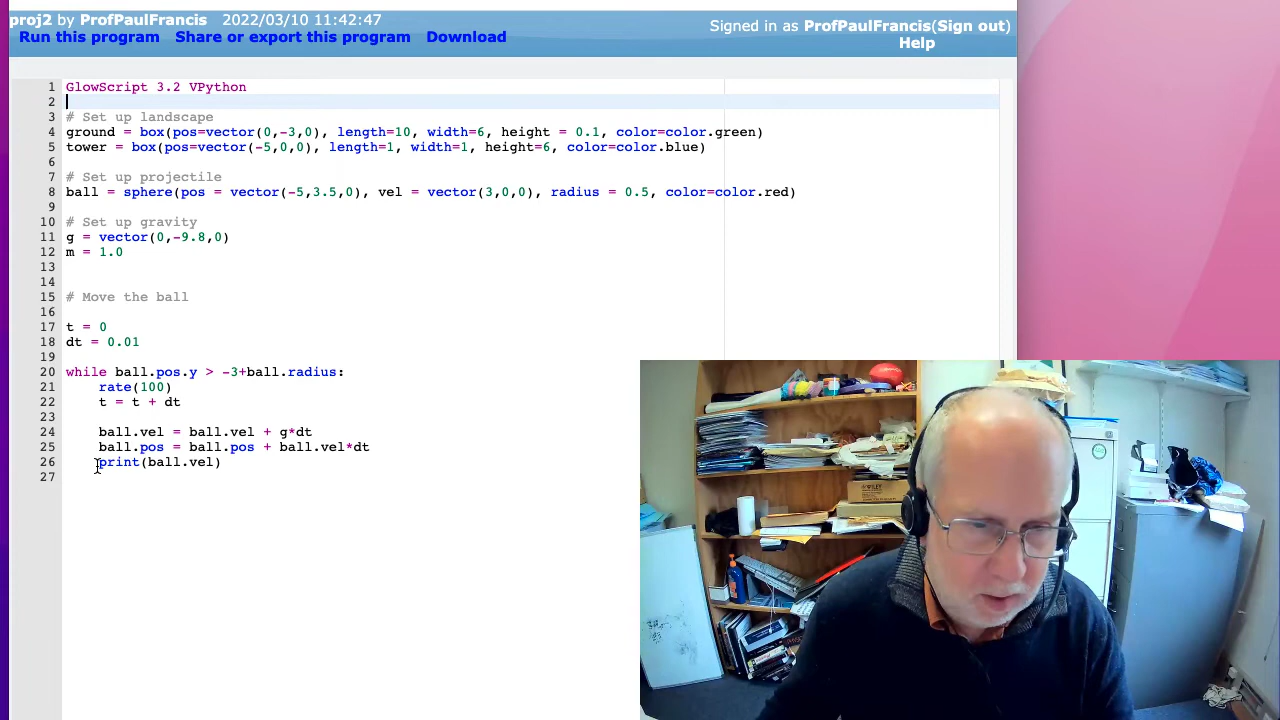 proj2 by ProfPaulFrancis 2022/03/10 11:42:47
Signed in as ProfPaulFrancis(Sign out)
Run this program Share or export this program Download
Help
1 GlowScript 3.2 VPython
2
3 # Set up landscape
4 ground = box(pos=vector(0,-3,0), length=10, width=6, height = 0.1, color=color.green)
5 tower = box(pos=vector(-5,0,0), length=1, width=1, height=6, color=color.blue)
6
7 # Set up projectile
8 ball = sphere(pos = vector(-5,3.5,0), vel = vector(3,0,0), radius = 0.5, color=color.red)
9
10 # Set up gravity
11 g = vector(0,-9.8,0)
12 m = 1.0
13
14
15 # Move the ball
16
17 t = 0
18 dt = 0.01
19
20 while ball.pos.y > -3+ball.radius:
21 rate(100)
22 t = t + dt
23
24 ball.vel = ball.vel + g*dt
25 ball.pos = ball.pos + ball.vel*dt
26 print(ball.vel)
27